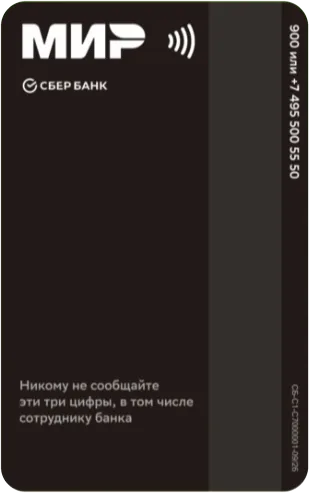 МИР
СБЕР БАНК
900 или +7 495 500 55 50
Никому не сообщайте
эти три цифры, в том числе
сотруднику банка